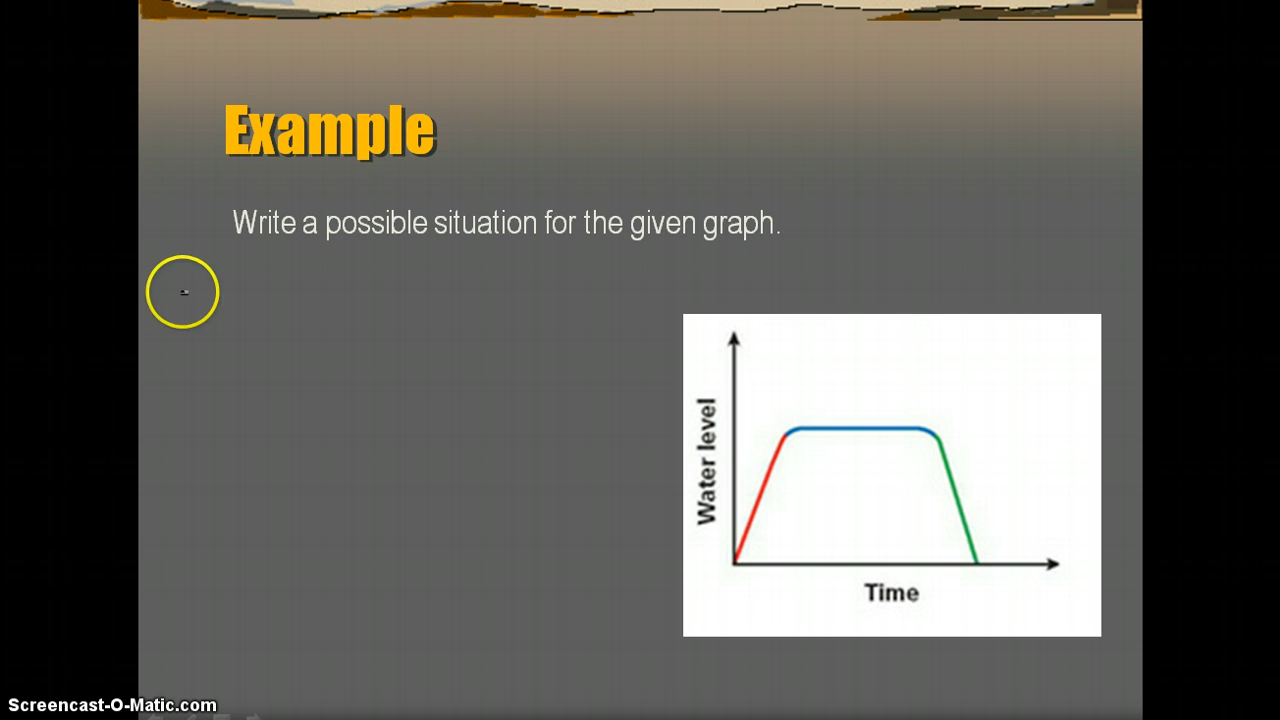 Example
Write a possible situation for the given graph.
Water level
Time
Screencast-O-Matic.com